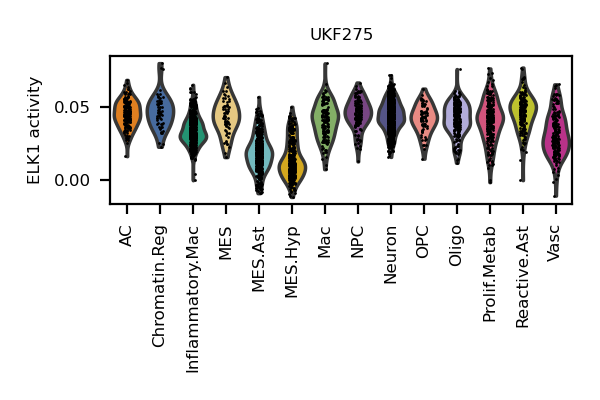 UKF275
ELK1 activity
0.05
0.00
AC
Chromatin.Reg
Inflammatory.Mac
MES
MES.Ast
MES.Hyp
Mac
NPC
Neuron
OPC
Oligo
Prolif.Metab
Reactive.Ast
Vasc